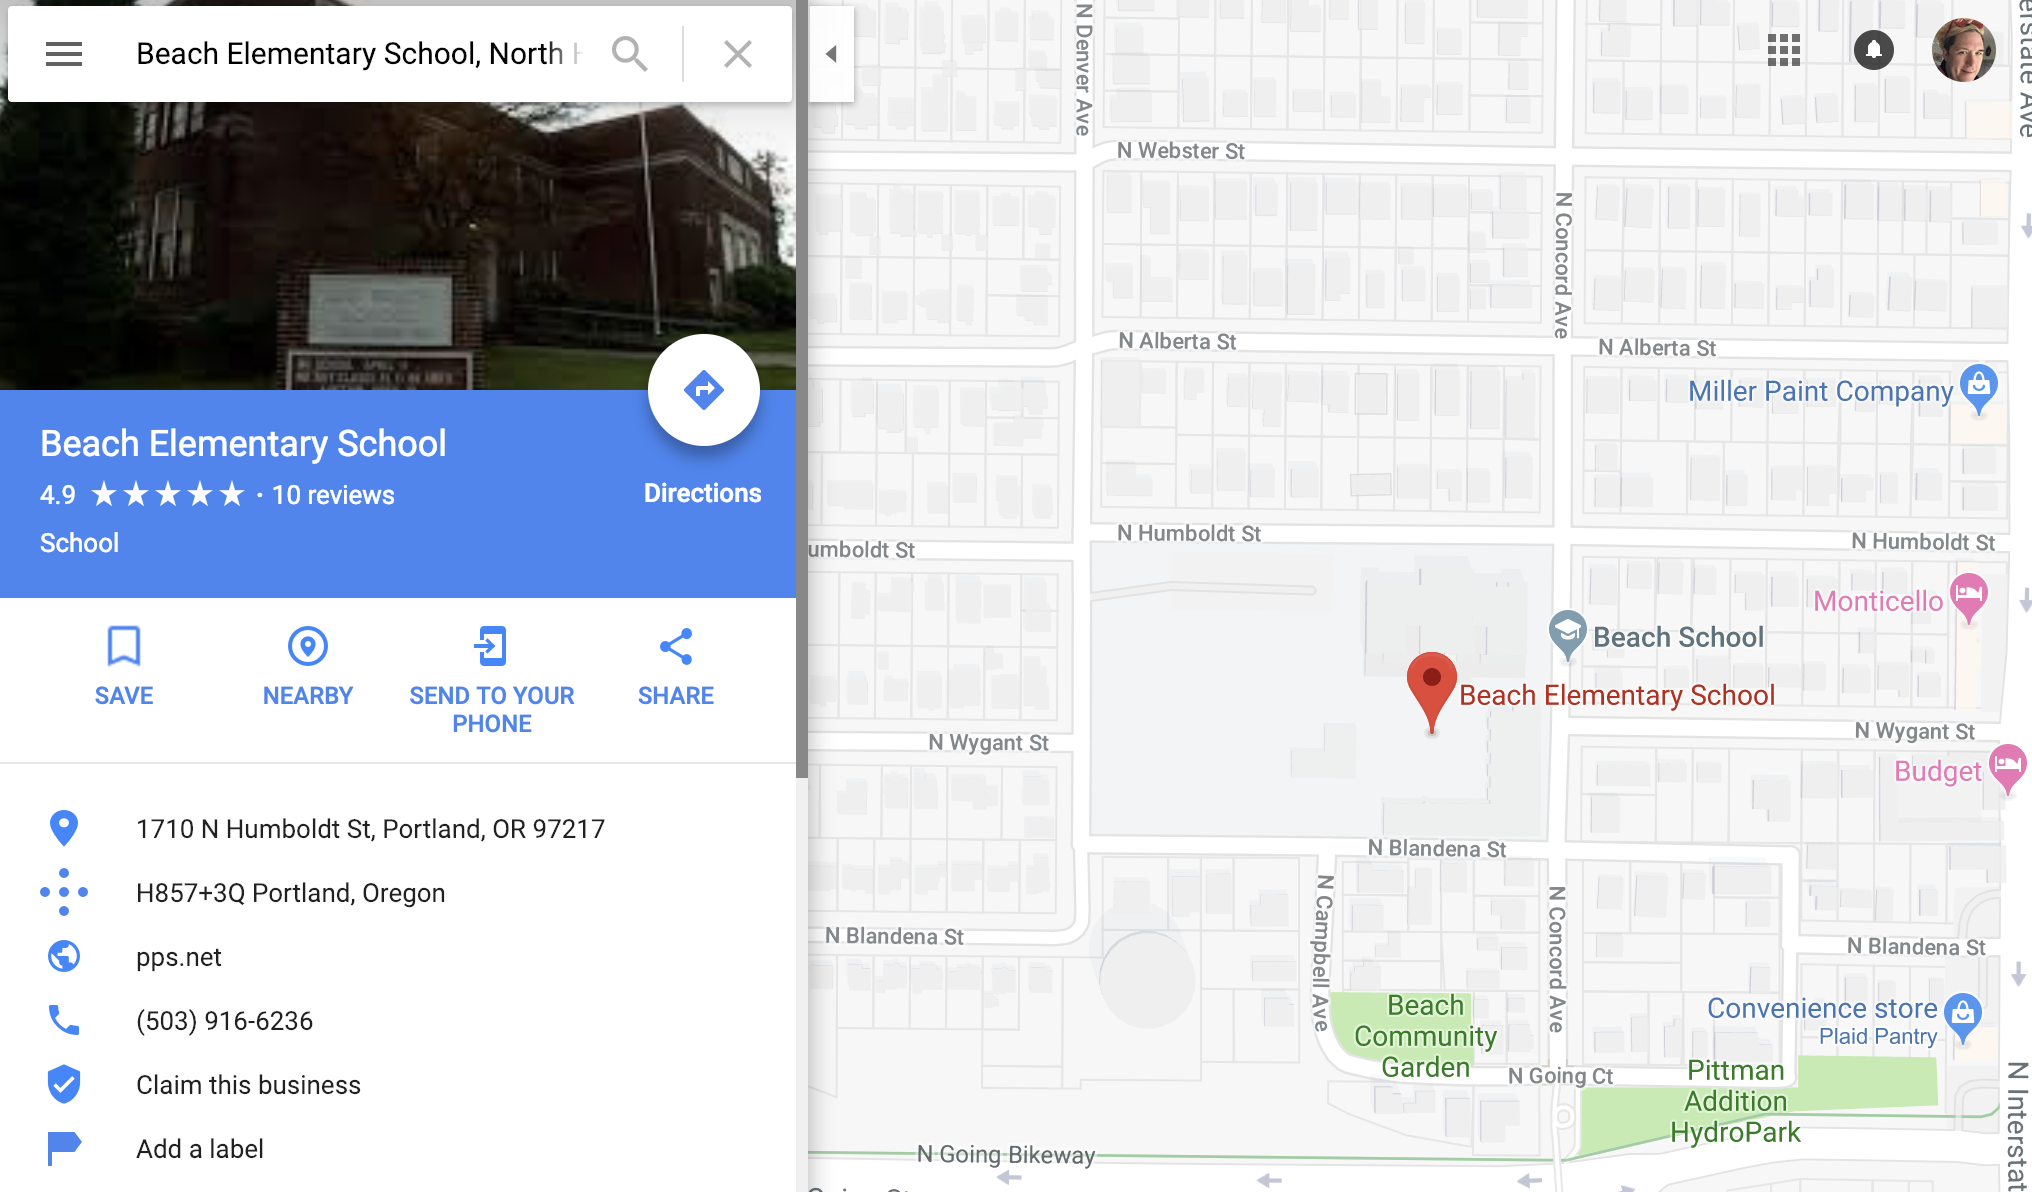 Beach Elementary School, North
Beach Elementary School
4.9
· 10 reviews
Directions
School
SAVE
NEARBY
SEND TO YOUR
PHONE
SHARE
1710 N Humboldt St, Portland, OR 97217
H857+3Q Portland, Oregon
pps.net
(503) 916-6236
Claim this business
Add a label
N Denver Ave
N Webster St
N Concord Ave
N Alberta St
N Alberta St
Miller Paint Company
N Humboldt St
umboldt St
N Humboldt St
Monticello
Beach School
Beach Elementary School
N Wygant St
N Wygant St
Budget
N Blandena St
N Campbell Ave
N Concord Ave
N Blandena St
N Blandena St
Beach
Community
Garden
Convenience store
Plaid Pantry
N Going Ct
Pittman
Addition
HydroPark
N Going Bikeway
erstate Ave
N Interstat